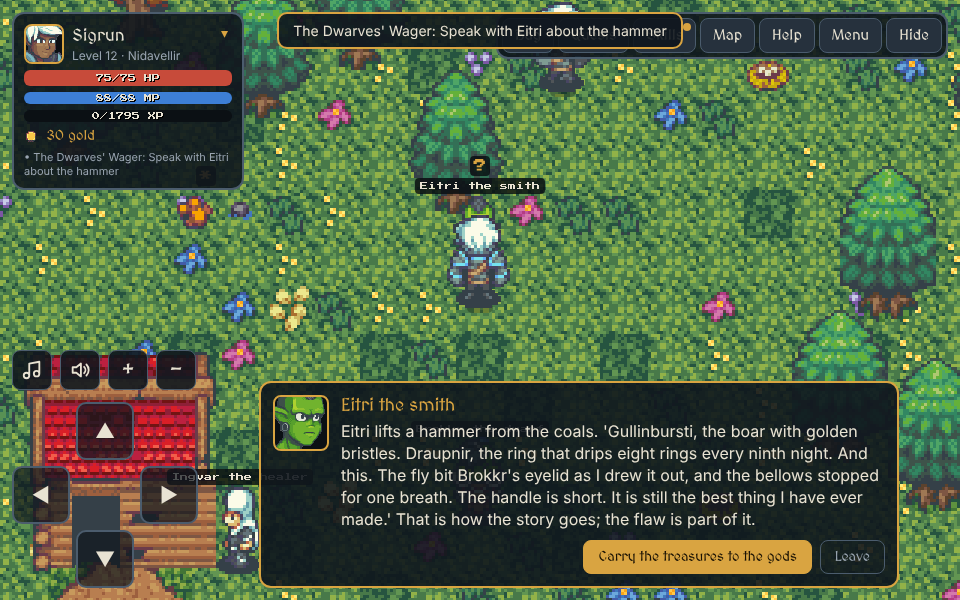 Sigrun
Level 12 · Nidavellir
75/75 HP
88/88 MP
0/1795 XP
30 gold
• The Dwarves' Wager: Speak with Eitri about the hammer
The Dwarves' Wager: Speak with Eitri about the hammer
Map
Help
Menu
Hide
?
Eitri the smith
+
−
Ingvar the healer
Eitri the smith
Eitri lifts a hammer from the coals. 'Gullinbursti, the boar with golden
bristles. Draupnir, the ring that drips eight rings every ninth night. And
this. The fly bit Brokkr's eyelid as I drew it out, and the bellows stopped
for one breath. The handle is short. It is still the best thing I have ever
made.' That is how the story goes; the flaw is part of it.
Carry the treasures to the gods
Leave